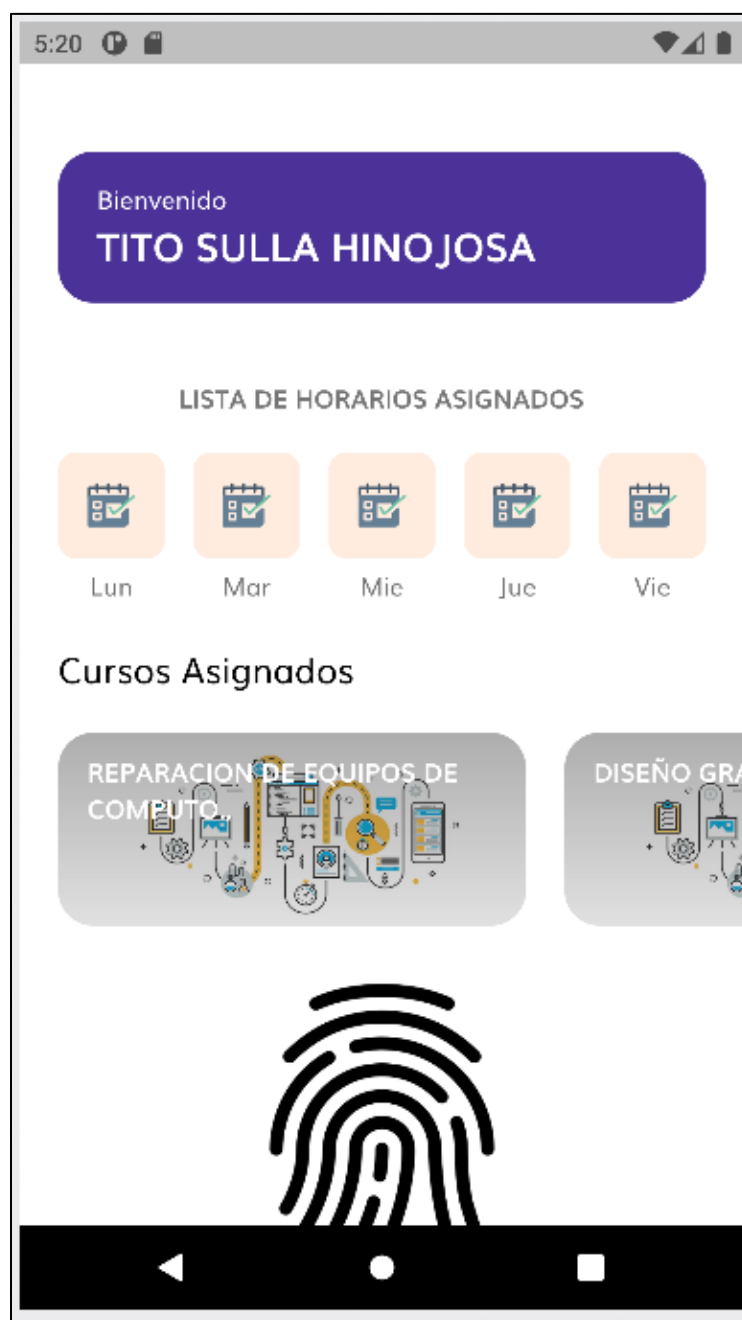 5:20
Bienvenido
TITO SULLA HINOJOSA
LISTA DE HORARIOS ASIGNADOS
Lun Mar Mie Jue Vie
Cursos Asignados
REPARACION DE EQUIPOS DE
COMPUTO..
DISEÑO GRA